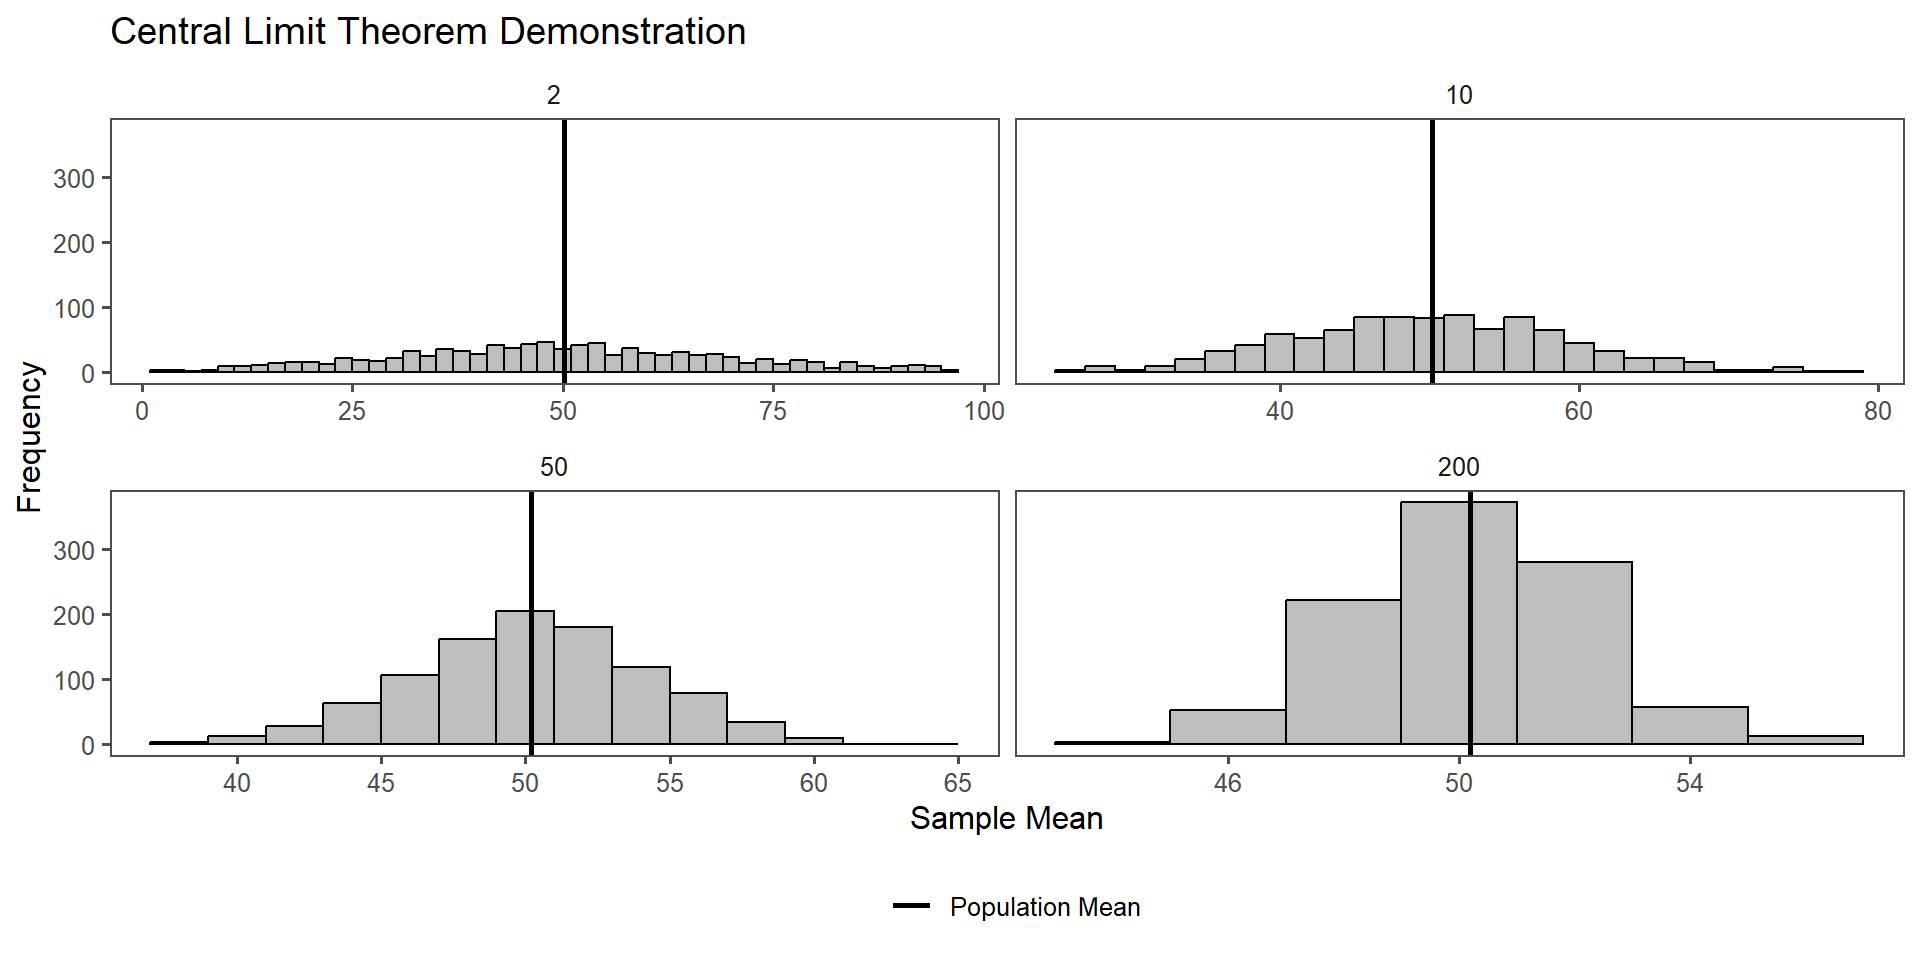 Central Limit Theorem Demonstration
2
10
300
200
100
0
0 25 50 75 100
40 60 80
50
200
300
200
100
0
40 45 50 55 60 65
46 50 54
Frequency
Sample Mean
Population Mean